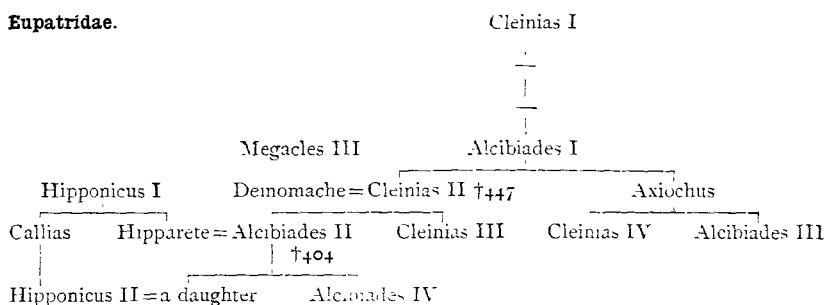 Eupatridae. Cleinias I
Megacles III Alcibiades I
Hipponicus I Deinomache = Cleinias II †447 Axiochus
Callias Hipparete = Alcibiades II Cleinias III Cleinias IV Alcibiades III
†404
Hipponicus II = a daughter Alcibiades IV